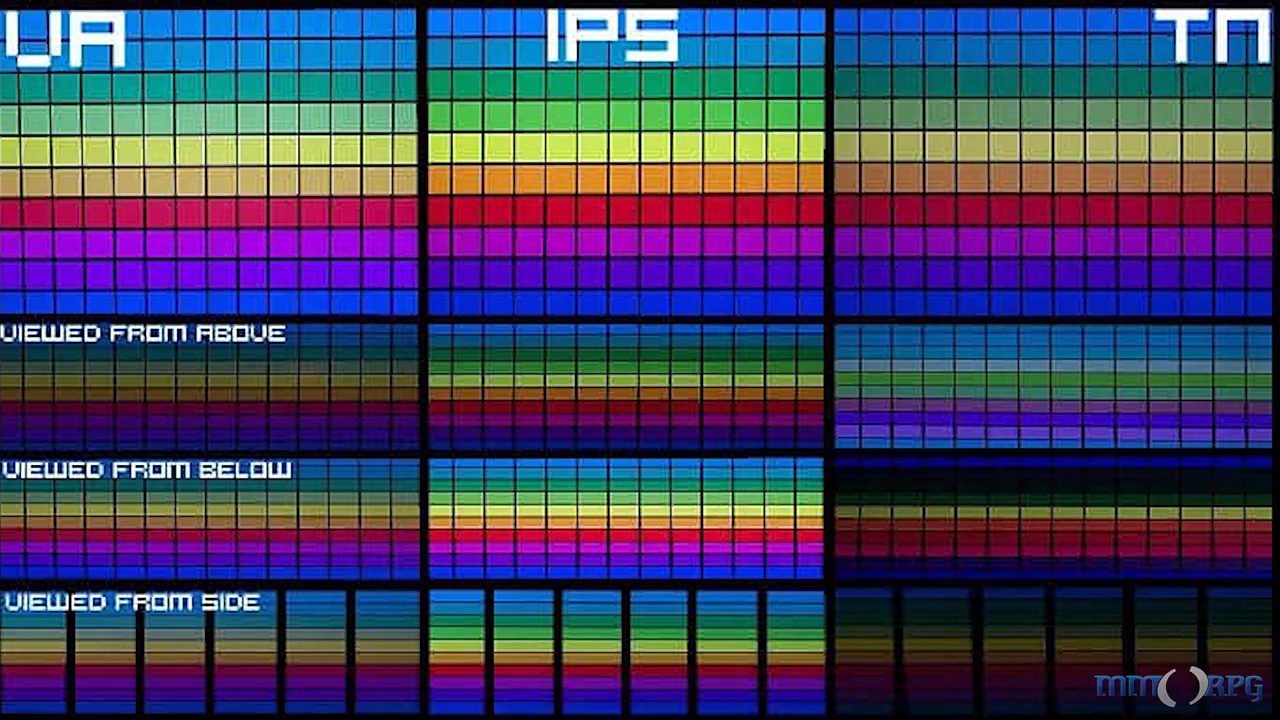 VA
IPS
TN
VIEWED FROM ABOVE
VIEWED FROM BELOW
VIEWED FROM SIDE
MMORPG